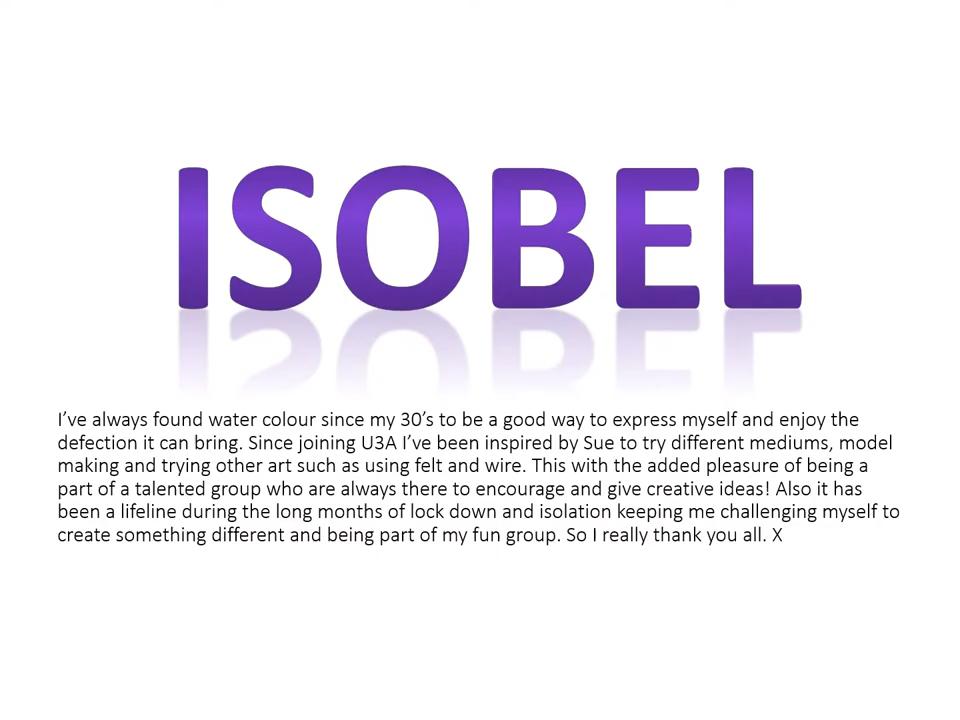 ISOBEL
I’ve always found water colour since my 30’s to be a good way to express myself and enjoy the
defection it can bring. Since joining U3A I’ve been inspired by Sue to try different mediums, model
making and trying other art such as using felt and wire. This with the added pleasure of being a
part of a talented group who are always there to encourage and give creative ideas! Also it has
been a lifeline during the long months of lock down and isolation keeping me challenging myself to
create something different and being part of my fun group. So I really thank you all. X